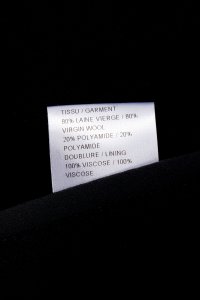 TISSU / GARMENT
80% LAINE VIERGE / 80%
VIRGIN WOOL
20% POLYAMIDE / 20%
POLYAMIDE
DOUBLURE / LINING
100% VISCOSE / 100%
VISCOSE